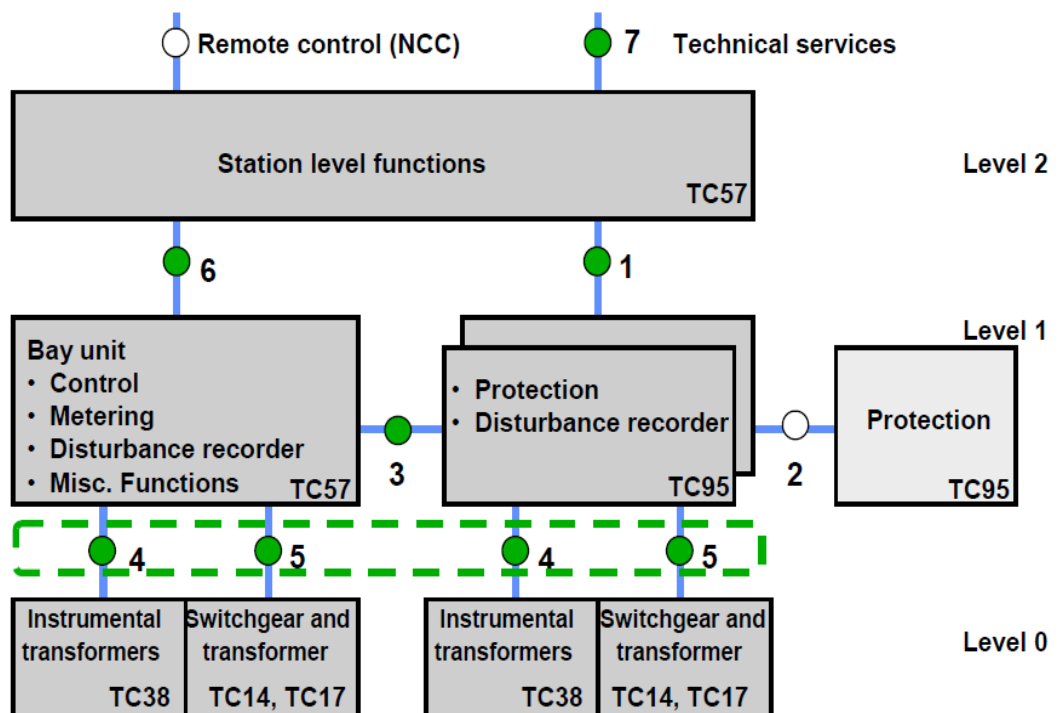 Remote control (NCC)
7 Technical services
Station level functions
TC57
Level 2
6
1
Level 1
Bay unit
• Control
• Metering
• Disturbance recorder
• Misc. Functions
TC57
3
• Protection
• Disturbance recorder
TC95
2
Protection
TC95
4
5
4
5
Instrumental
transformers
TC38
Switchgear and
transformer
TC14, TC17
Instrumental
transformers
TC38
Switchgear and
transformer
TC14, TC17
Level 0